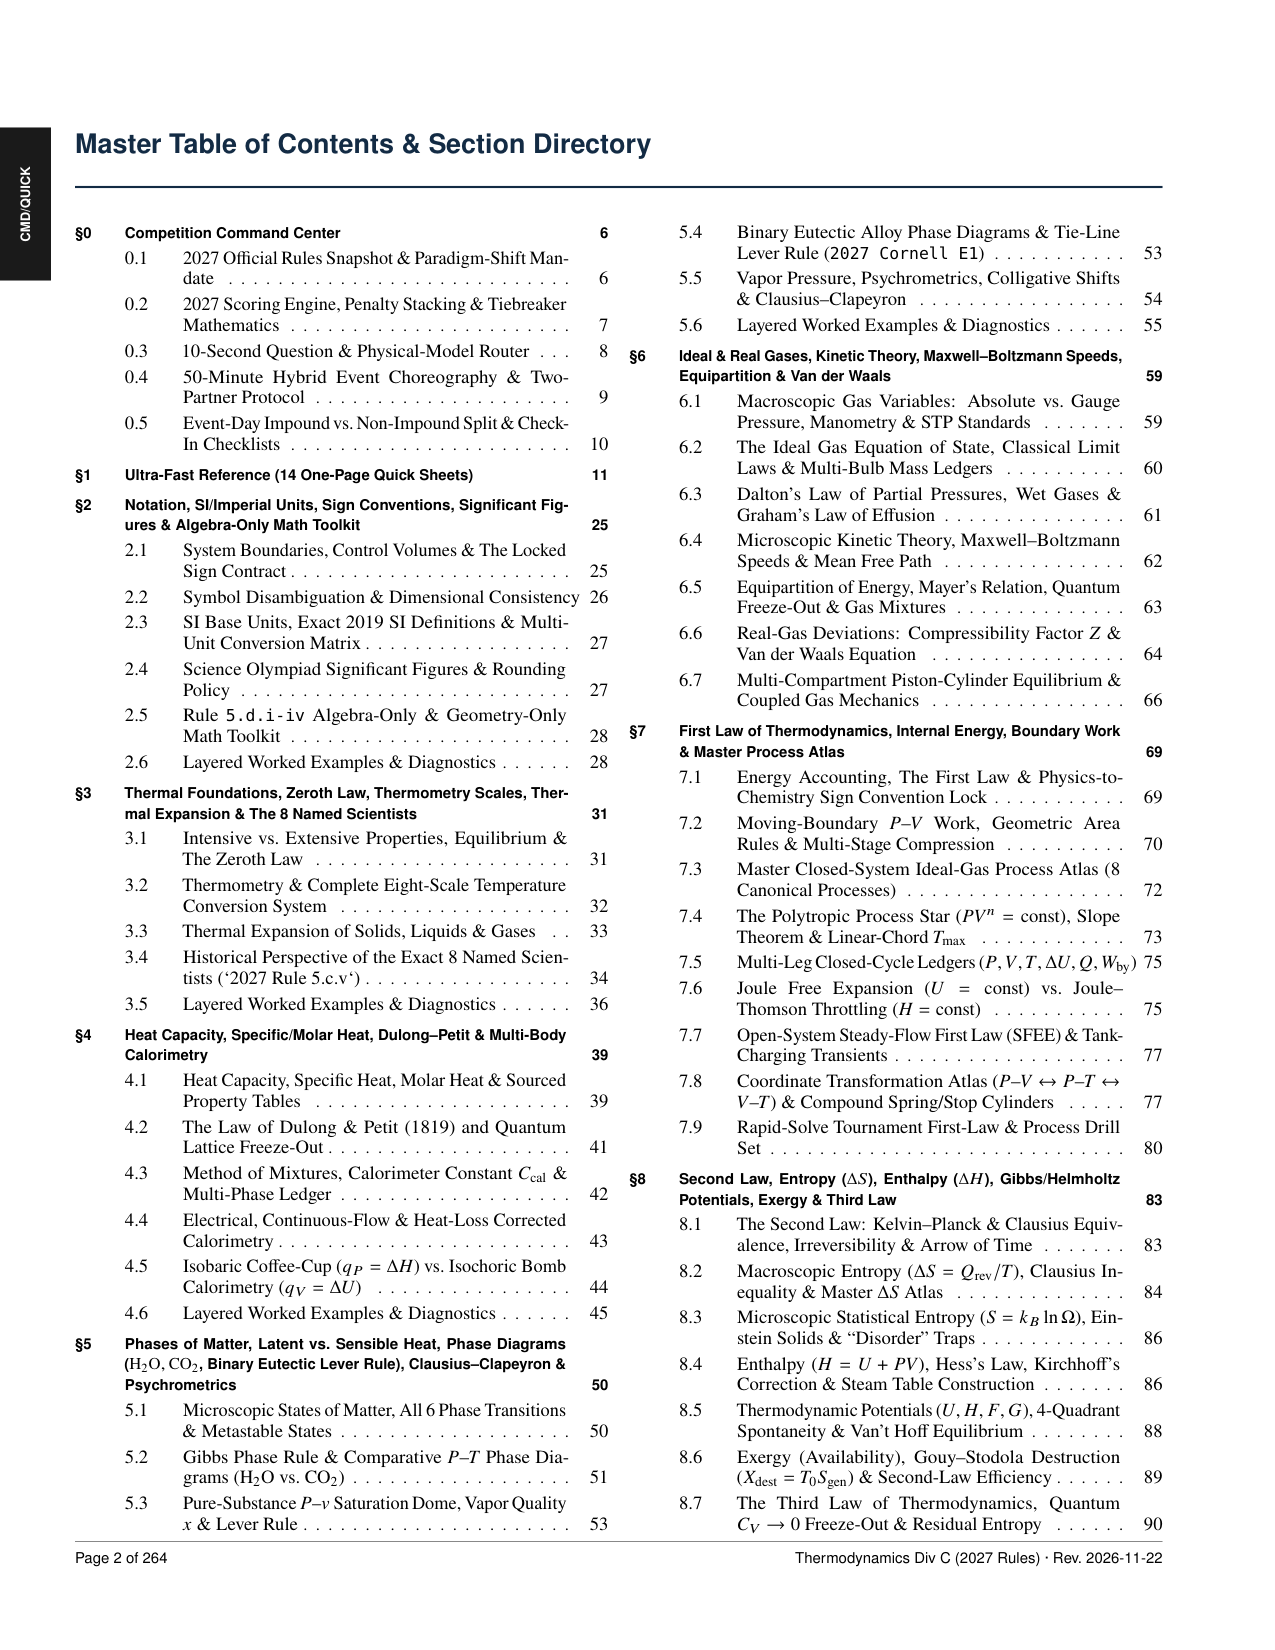 Master Table of Contents & Section Directory
CMD/QUICK
§0 Competition Command Center 6
0.1 2027 Official Rules Snapshot & Paradigm-Shift Man-
date . . . . . . . . . . . . . . . . . . . . . . . . . . . . 6
0.2 2027 Scoring Engine, Penalty Stacking & Tiebreaker
Mathematics . . . . . . . . . . . . . . . . . . . . . . . 7
0.3 10-Second Question & Physical-Model Router . . . 8
0.4 50-Minute Hybrid Event Choreography & Two-
Partner Protocol . . . . . . . . . . . . . . . . . . . . . 9
0.5 Event-Day Impound vs. Non-Impound Split & Check-
In Checklists . . . . . . . . . . . . . . . . . . . . . . . 10
§1 Ultra-Fast Reference (14 One-Page Quick Sheets) 11
§2 Notation, SI/Imperial Units, Sign Conventions, Significant Fig-
ures & Algebra-Only Math Toolkit 25
2.1 System Boundaries, Control Volumes & The Locked
Sign Contract . . . . . . . . . . . . . . . . . . . . . . . 25
2.2 Symbol Disambiguation & Dimensional Consistency 26
2.3 SI Base Units, Exact 2019 SI Definitions & Multi-
Unit Conversion Matrix . . . . . . . . . . . . . . . . . 27
2.4 Science Olympiad Significant Figures & Rounding
Policy . . . . . . . . . . . . . . . . . . . . . . . . . . . 27
2.5 Rule 5.d.i-iv Algebra-Only & Geometry-Only
Math Toolkit . . . . . . . . . . . . . . . . . . . . . . . 28
2.6 Layered Worked Examples & Diagnostics . . . . . . 28
§3 Thermal Foundations, Zeroth Law, Thermometry Scales, Ther-
mal Expansion & The 8 Named Scientists 31
3.1 Intensive vs. Extensive Properties, Equilibrium &
The Zeroth Law . . . . . . . . . . . . . . . . . . . . . 31
3.2 Thermometry & Complete Eight-Scale Temperature
Conversion System . . . . . . . . . . . . . . . . . . . 32
3.3 Thermal Expansion of Solids, Liquids & Gases . . 33
3.4 Historical Perspective of the Exact 8 Named Scien-
tists (‘2027 Rule 5.c.v‘) . . . . . . . . . . . . . . . . . 34
3.5 Layered Worked Examples & Diagnostics . . . . . . 36
§4 Heat Capacity, Specific/Molar Heat, Dulong–Petit & Multi-Body
Calorimetry 39
4.1 Heat Capacity, Specific Heat, Molar Heat & Sourced
Property Tables . . . . . . . . . . . . . . . . . . . . . 39
4.2 The Law of Dulong & Petit (1819) and Quantum
Lattice Freeze-Out . . . . . . . . . . . . . . . . . . . . 41
4.3 Method of Mixtures, Calorimeter Constant C_cal &
Multi-Phase Ledger . . . . . . . . . . . . . . . . . . . 42
4.4 Electrical, Continuous-Flow & Heat-Loss Corrected
Calorimetry . . . . . . . . . . . . . . . . . . . . . . . . 43
4.5 Isobaric Coffee-Cup (q_P = ΔH) vs. Isochoric Bomb
Calorimetry (q_V = ΔU) . . . . . . . . . . . . . . . . 44
4.6 Layered Worked Examples & Diagnostics . . . . . . 45
§5 Phases of Matter, Latent vs. Sensible Heat, Phase Diagrams
(H₂O, CO₂, Binary Eutectic Lever Rule), Clausius–Clapeyron &
Psychrometrics 50
5.1 Microscopic States of Matter, All 6 Phase Transitions
& Metastable States . . . . . . . . . . . . . . . . . . . 50
5.2 Gibbs Phase Rule & Comparative P–T Phase Dia-
grams (H₂O vs. CO₂) . . . . . . . . . . . . . . . . . . 51
5.3 Pure-Substance P–v Saturation Dome, Vapor Quality
x & Lever Rule . . . . . . . . . . . . . . . . . . . . . . 53
5.4 Binary Eutectic Alloy Phase Diagrams & Tie-Line
Lever Rule (2027 Cornell E1) . . . . . . . . . . . 53
5.5 Vapor Pressure, Psychrometrics, Colligative Shifts
& Clausius–Clapeyron . . . . . . . . . . . . . . . . . 54
5.6 Layered Worked Examples & Diagnostics . . . . . . 55
§6 Ideal & Real Gases, Kinetic Theory, Maxwell–Boltzmann Speeds,
Equipartition & Van der Waals 59
6.1 Macroscopic Gas Variables: Absolute vs. Gauge
Pressure, Manometry & STP Standards . . . . . . . 59
6.2 The Ideal Gas Equation of State, Classical Limit
Laws & Multi-Bulb Mass Ledgers . . . . . . . . . . 60
6.3 Dalton’s Law of Partial Pressures, Wet Gases &
Graham’s Law of Effusion . . . . . . . . . . . . . . . 61
6.4 Microscopic Kinetic Theory, Maxwell–Boltzmann
Speeds & Mean Free Path . . . . . . . . . . . . . . . 62
6.5 Equipartition of Energy, Mayer’s Relation, Quantum
Freeze-Out & Gas Mixtures . . . . . . . . . . . . . . 63
6.6 Real-Gas Deviations: Compressibility Factor Z &
Van der Waals Equation . . . . . . . . . . . . . . . . 64
6.7 Multi-Compartment Piston-Cylinder Equilibrium &
Coupled Gas Mechanics . . . . . . . . . . . . . . . . 66
§7 First Law of Thermodynamics, Internal Energy, Boundary Work
& Master Process Atlas 69
7.1 Energy Accounting, The First Law & Physics-to-
Chemistry Sign Convention Lock . . . . . . . . . . . 69
7.2 Moving-Boundary P–V Work, Geometric Area
Rules & Multi-Stage Compression . . . . . . . . . . 70
7.3 Master Closed-System Ideal-Gas Process Atlas (8
Canonical Processes) . . . . . . . . . . . . . . . . . . 72
7.4 The Polytropic Process Star (PVⁿ = const), Slope
Theorem & Linear-Chord T_max . . . . . . . . . . . . 73
7.5 Multi-Leg Closed-Cycle Ledgers (P, V, T, ΔU, Q, W_by) 75
7.6 Joule Free Expansion (U = const) vs. Joule–
Thomson Throttling (H = const) . . . . . . . . . . . 75
7.7 Open-System Steady-Flow First Law (SFEE) & Tank-
Charging Transients . . . . . . . . . . . . . . . . . . . 77
7.8 Coordinate Transformation Atlas (P–V ↔ P–T ↔
V–T) & Compound Spring/Stop Cylinders . . . . . 77
7.9 Rapid-Solve Tournament First-Law & Process Drill
Set . . . . . . . . . . . . . . . . . . . . . . . . . . . . . 80
§8 Second Law, Entropy (ΔS), Enthalpy (ΔH), Gibbs/Helmholtz
Potentials, Exergy & Third Law 83
8.1 The Second Law: Kelvin–Planck & Clausius Equiv-
alence, Irreversibility & Arrow of Time . . . . . . . 83
8.2 Macroscopic Entropy (ΔS = Q_rev/T), Clausius In-
equality & Master ΔS Atlas . . . . . . . . . . . . . . 84
8.3 Microscopic Statistical Entropy (S = k_B ln Ω), Ein-
stein Solids & “Disorder” Traps . . . . . . . . . . . . 86
8.4 Enthalpy (H = U + PV), Hess’s Law, Kirchhoff’s
Correction & Steam Table Construction . . . . . . . 86
8.5 Thermodynamic Potentials (U, H, F, G), 4-Quadrant
Spontaneity & Van’t Hoff Equilibrium . . . . . . . . 88
8.6 Exergy (Availability), Gouy–Stodola Destruction
(X_dest = T₀S_gen) & Second-Law Efficiency . . . . . . 89
8.7 The Third Law of Thermodynamics, Quantum
C_V → 0 Freeze-Out & Residual Entropy . . . . . . 90
Page 2 of 264
Thermodynamics Div C (2027 Rules) · Rev. 2026-11-22